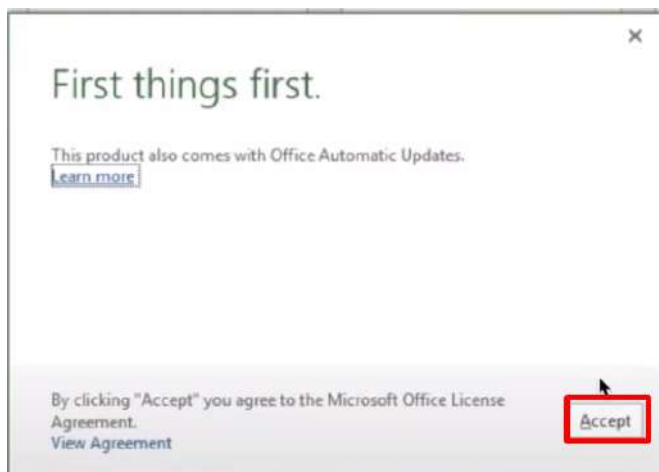 First things first.
This product also comes with Office Automatic Updates.
Learn more
By clicking "Accept" you agree to the Microsoft Office License
Agreement.
View Agreement
Accept